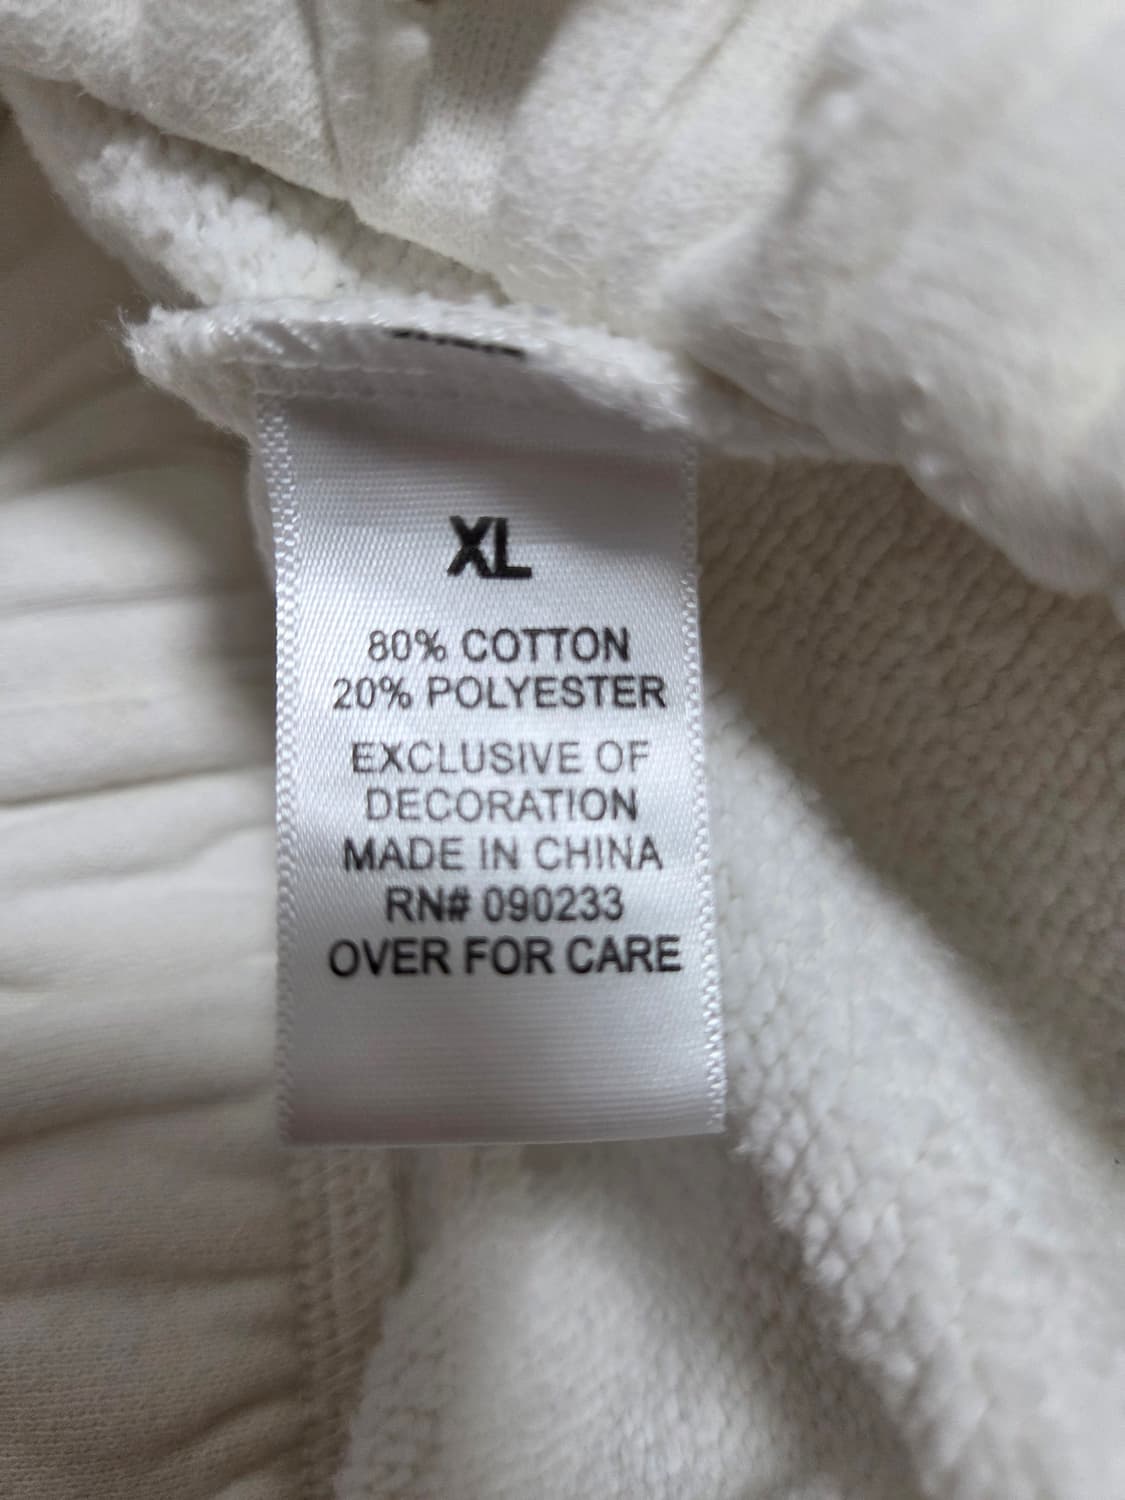 XL
80% COTTON
20% POLYESTER
EXCLUSIVE OF
DECORATION
MADE IN CHINA
RN# 090233
OVER FOR CARE